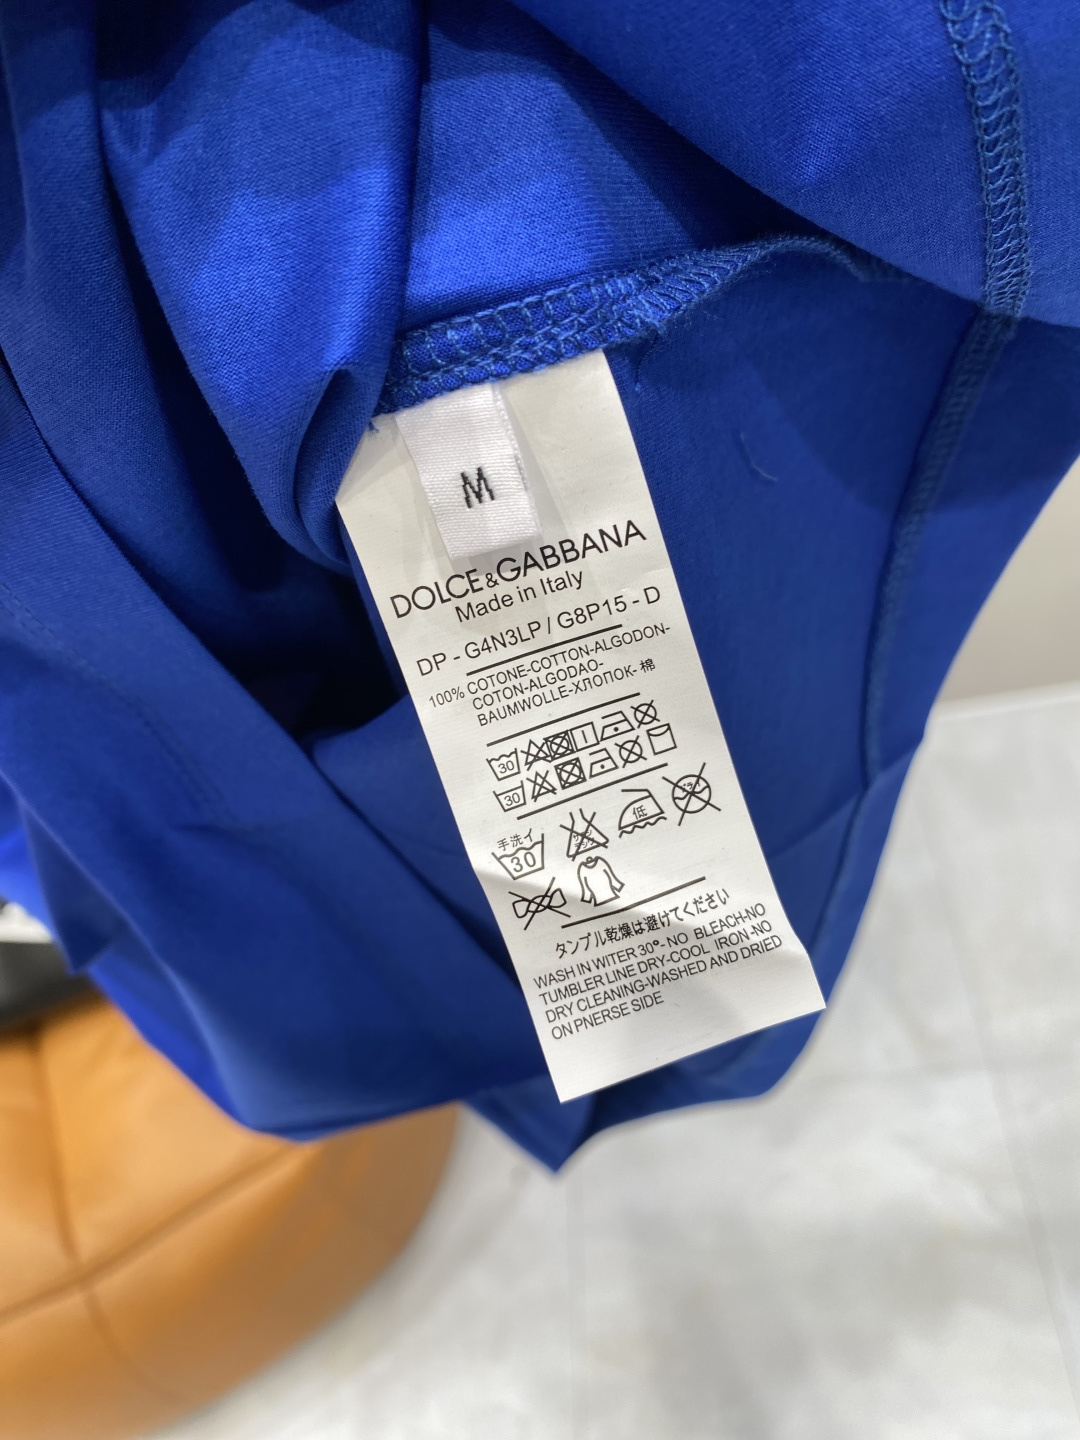 M
DOLCE&GABBANA
Made in Italy
DP - G4N3LP / G8P15 - D
100% COTONE-COTTON-ALGODON-
COTON-ALGODAO-
BAUMWOLLE-ХЛОПОК- 棉
30
30
手洗イ
30
低
タンブル乾燥は避けてください
WASH IN WITER 30°-NO BLEACH-NO
TUMBLER LINE DRY-COOL IRON-NO
DRY CLEANING-WASHED AND DRIED
ON PNERSE SIDE